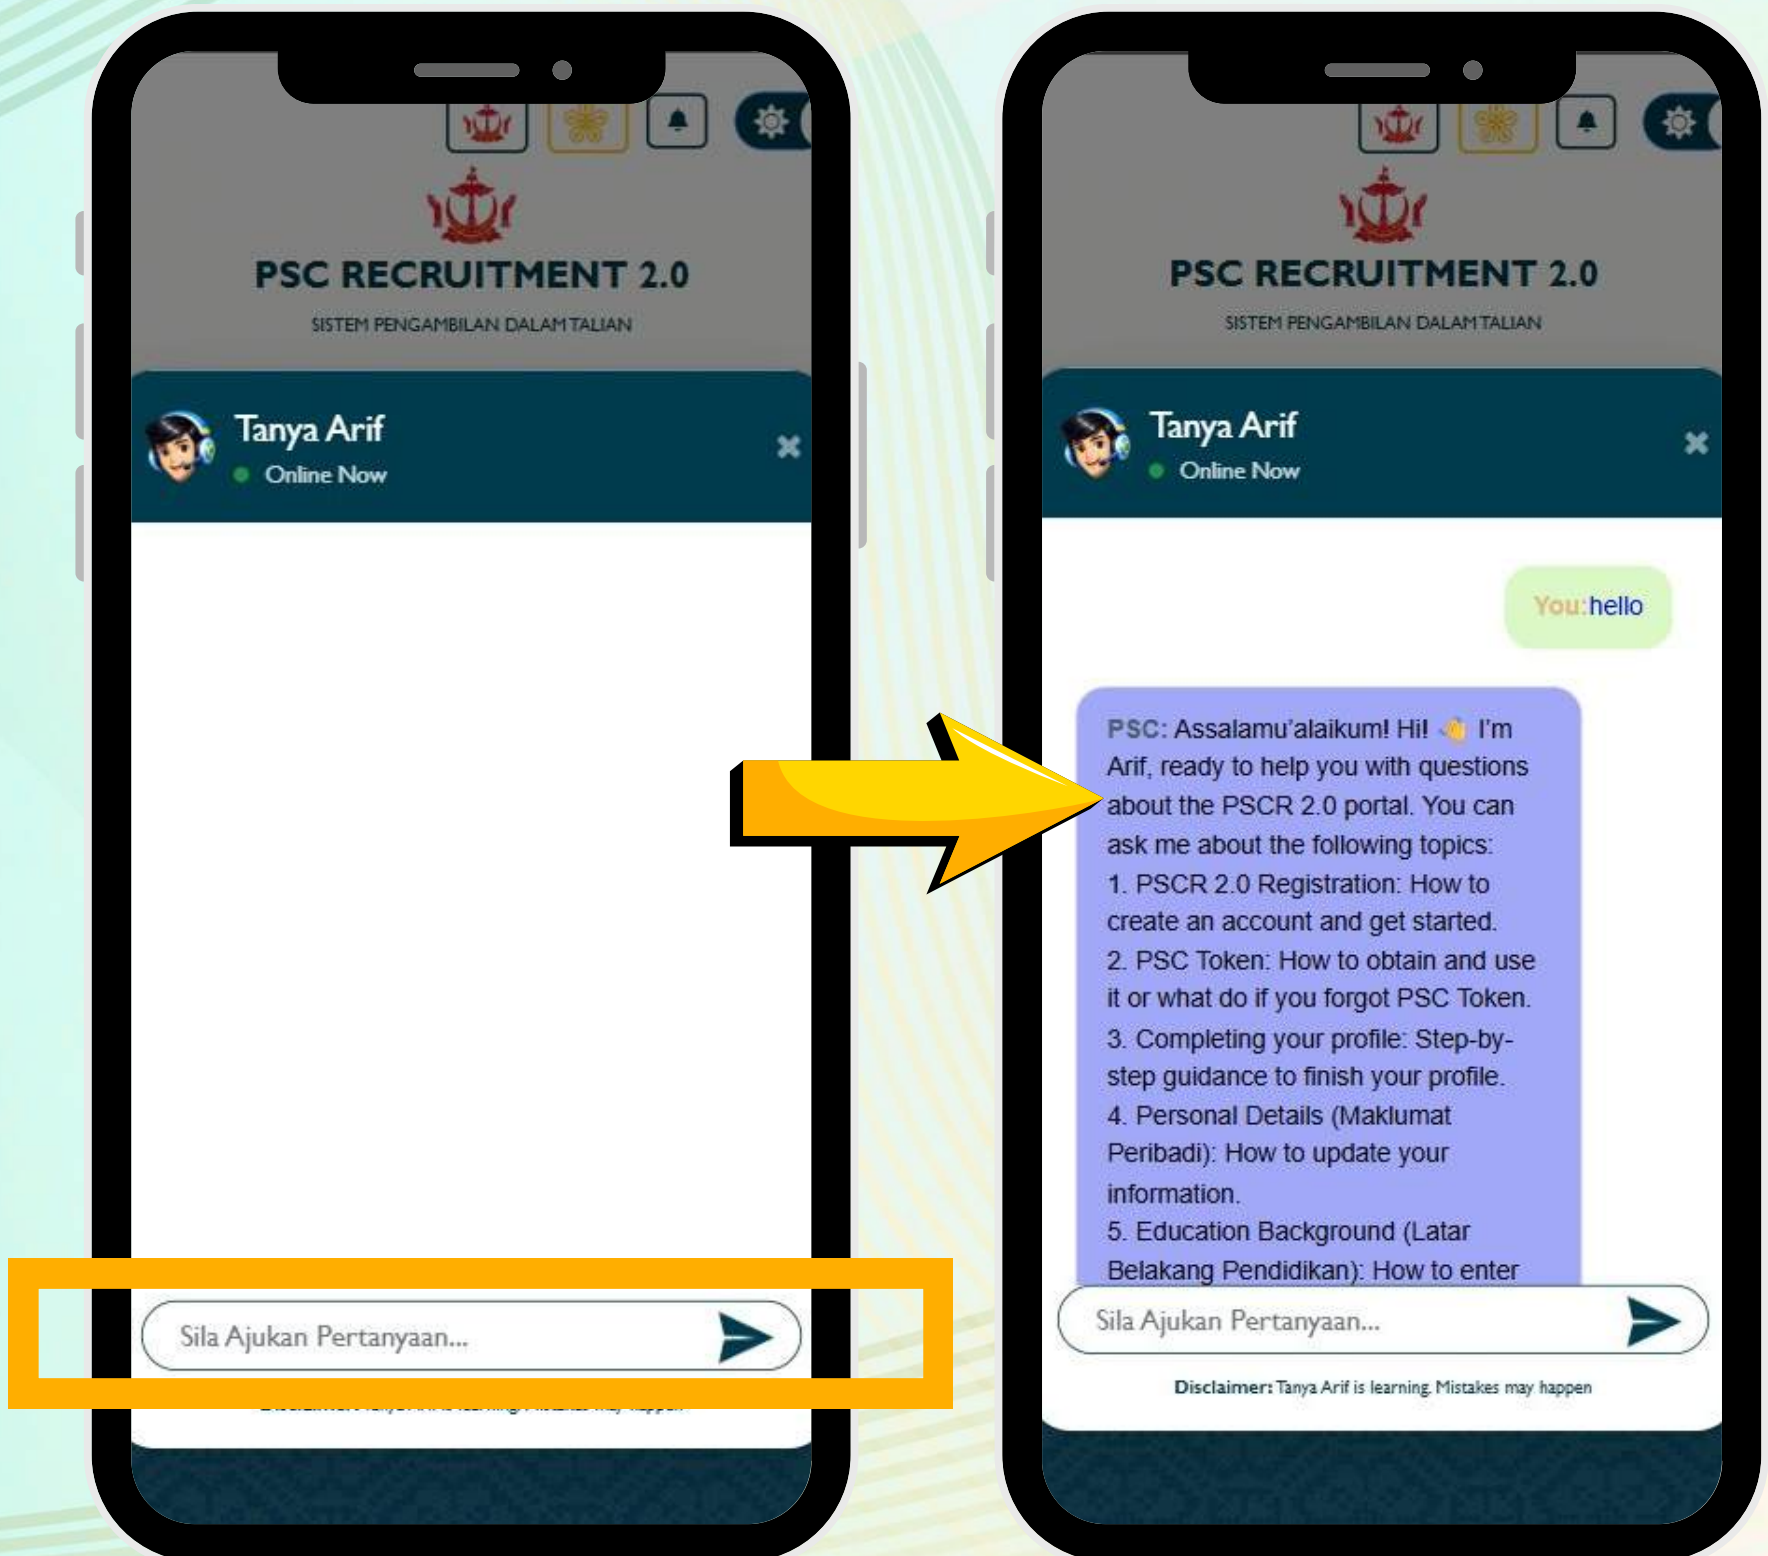 PSC RECRUITMENT 2.0
SISTEM PENGAMBILAN DALAM TALIAN
Tanya Arif
Online Now
Sila Ajukan Pertanyaan...
PSC RECRUITMENT 2.0
SISTEM PENGAMBILAN DALAM TALIAN
Tanya Arif
Online Now
You:hello
PSC: Assalamu'alaikum! Hi! 👋 I'm
Arif, ready to help you with questions
about the PSCR 2.0 portal. You can
ask me about the following topics:
1. PSCR 2.0 Registration: How to
create an account and get started.
2. PSC Token: How to obtain and use
it or what do if you forgot PSC Token.
3. Completing your profile: Step-by-
step guidance to finish your profile.
4. Personal Details (Maklumat
Peribadi): How to update your
information.
5. Education Background (Latar
Belakang Pendidikan): How to enter
Sila Ajukan Pertanyaan...
Disclaimer: Tanya Arif is learning. Mistakes may happen